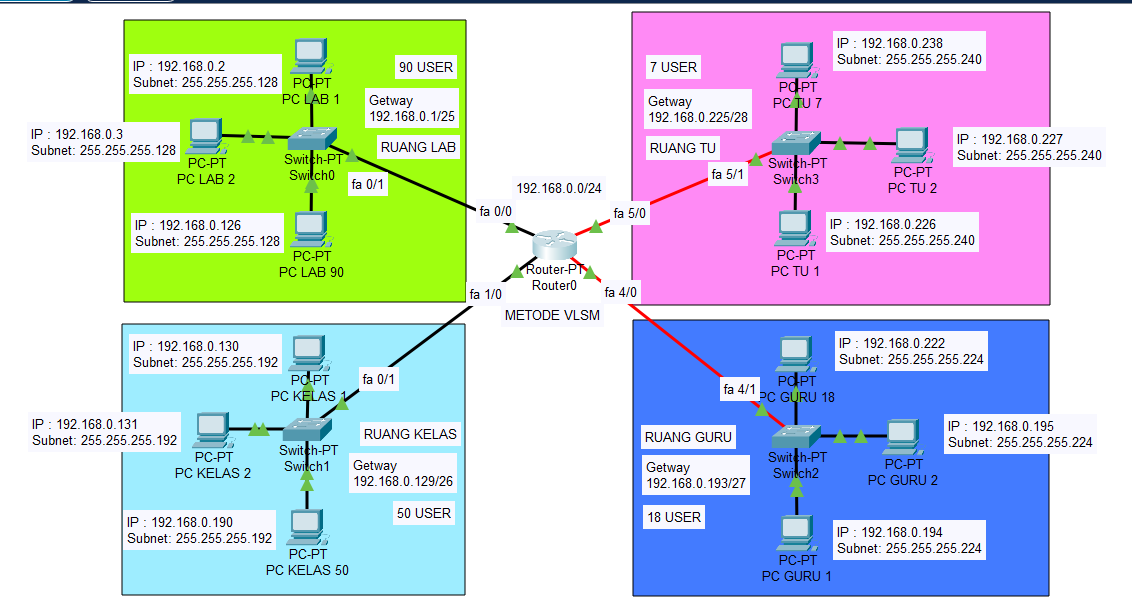 IP : 192.168.0.2
Subnet: 255.255.255.128
PC-PT
PC LAB 1
90 USER
Getway
192.168.0.1/25
RUANG LAB
IP : 192.168.0.3
Subnet: 255.255.255.128
PC-PT
PC LAB 2
Switch-PT
Switch0
fa 0/1
IP : 192.168.0.126
Subnet: 255.255.255.128
PC-PT
PC LAB 90
7 USER
Getway
192.168.0.225/28
RUANG TU
IP : 192.168.0.238
Subnet: 255.255.255.240
PC-PT
PC TU 7
Switch-PT
Switch3
fa 5/1
IP : 192.168.0.227
Subnet: 255.255.255.240
PC-PT
PC TU 2
IP : 192.168.0.226
Subnet: 255.255.255.240
PC-PT
PC TU 1
192.168.0.0/24
fa 0/0
fa 5/0
Router-PT
Router0
fa 1/0
fa 4/0
METODE VLSM
IP : 192.168.0.130
Subnet: 255.255.255.192
PC-PT
PC KELAS 1
fa 0/1
IP : 192.168.0.131
Subnet: 255.255.255.192
PC-PT
PC KELAS 2
Switch-PT
Switch1
RUANG KELAS
Getway
192.168.0.129/26
50 USER
IP : 192.168.0.190
Subnet: 255.255.255.192
PC-PT
PC KELAS 50
IP : 192.168.0.222
Subnet: 255.255.255.224
PC-PT
PC GURU 18
fa 4/1
RUANG GURU
Getway
192.168.0.193/27
18 USER
Switch-PT
Switch2
IP : 192.168.0.195
Subnet: 255.255.255.224
PC-PT
PC GURU 2
IP : 192.168.0.194
Subnet: 255.255.255.224
PC-PT
PC GURU 1